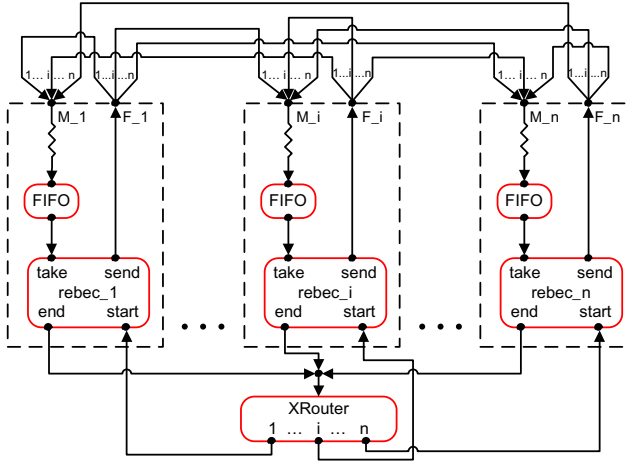 1... i... n 1...i...n 1... i... n 1...i...n 1... i... n 1...i...n
M_1 F_1 M_i F_i M_n F_n
FIFO FIFO FIFO
take send take send take send
rebec_1 rebec_i rebec_n
end start end start end start
XRouter
1 ... i ... n